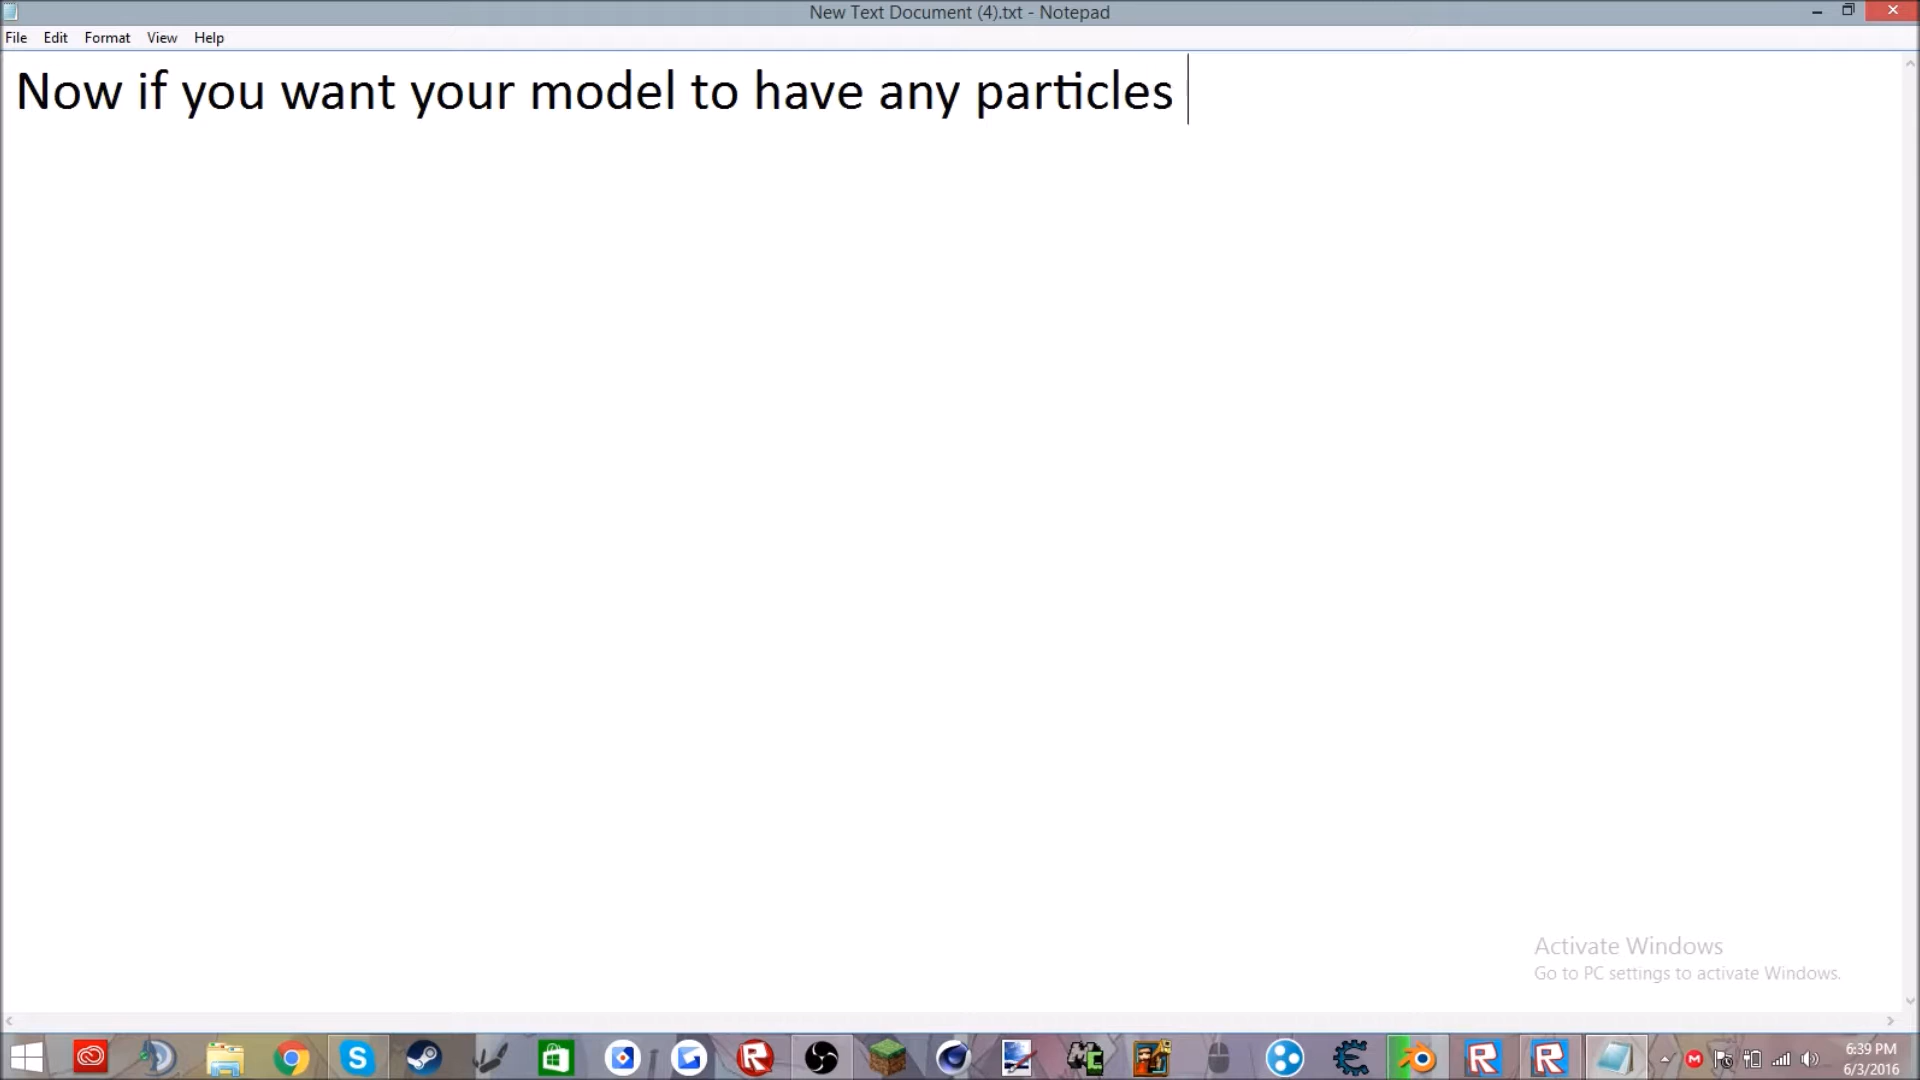 New Text Document (4).txt - Notepad
File Edit Format View Help
Now if you want your model to have any particles
Activate Windows
Go to PC settings to activate Windows.
6:39 PM
6/3/2016